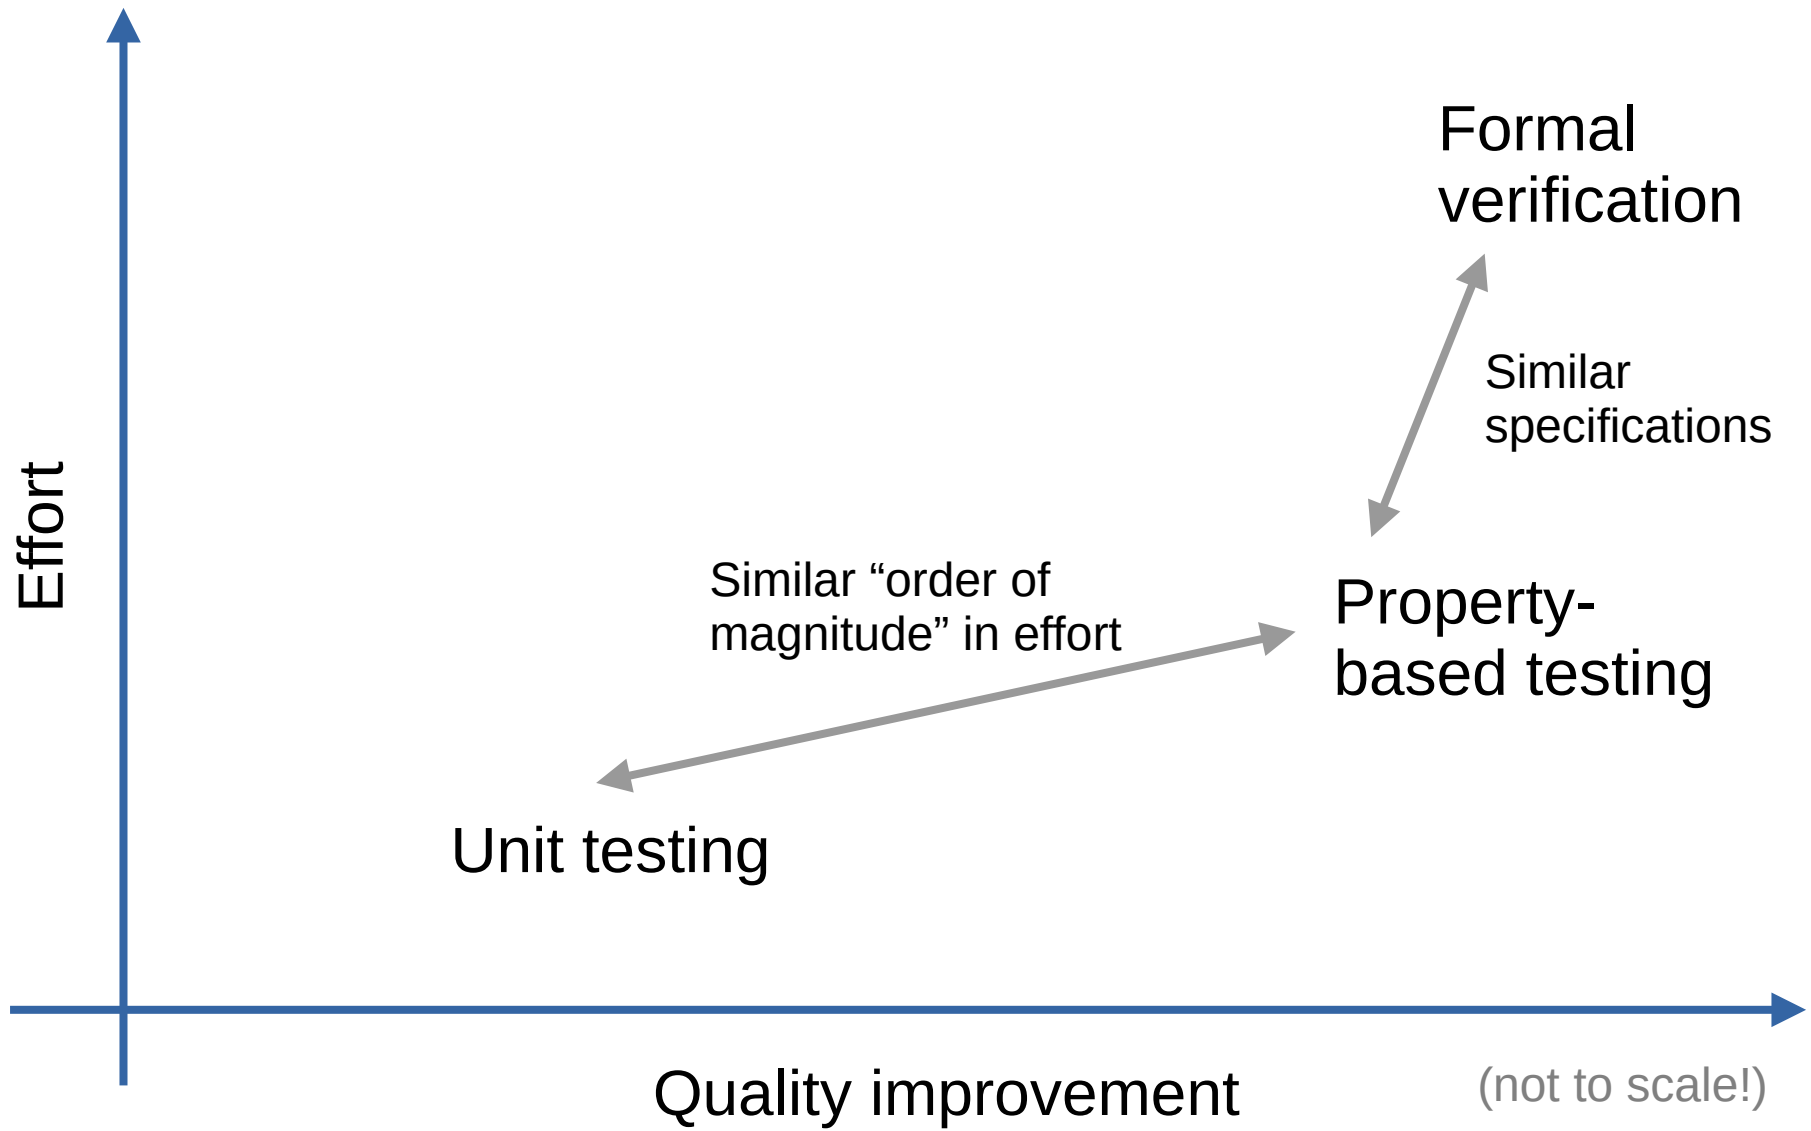 Formal
verification
Similar
specifications
Effort
Similar “order of
magnitude” in effort
Property-
based testing
Unit testing
Quality improvement
(not to scale!)